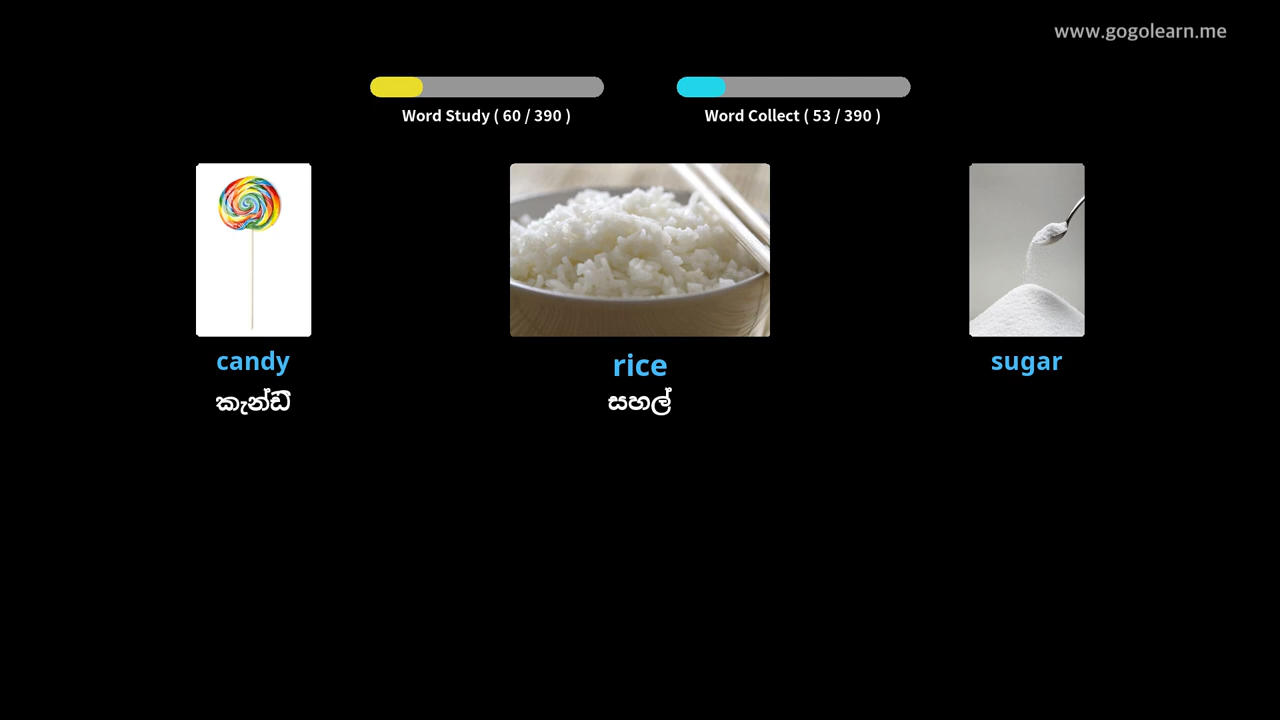 www.gogolearn.me
Word Study ( 60 / 390 )
Word Collect ( 53 / 390 )
candy
rice
sugar
කැන්ඩි
සහල්